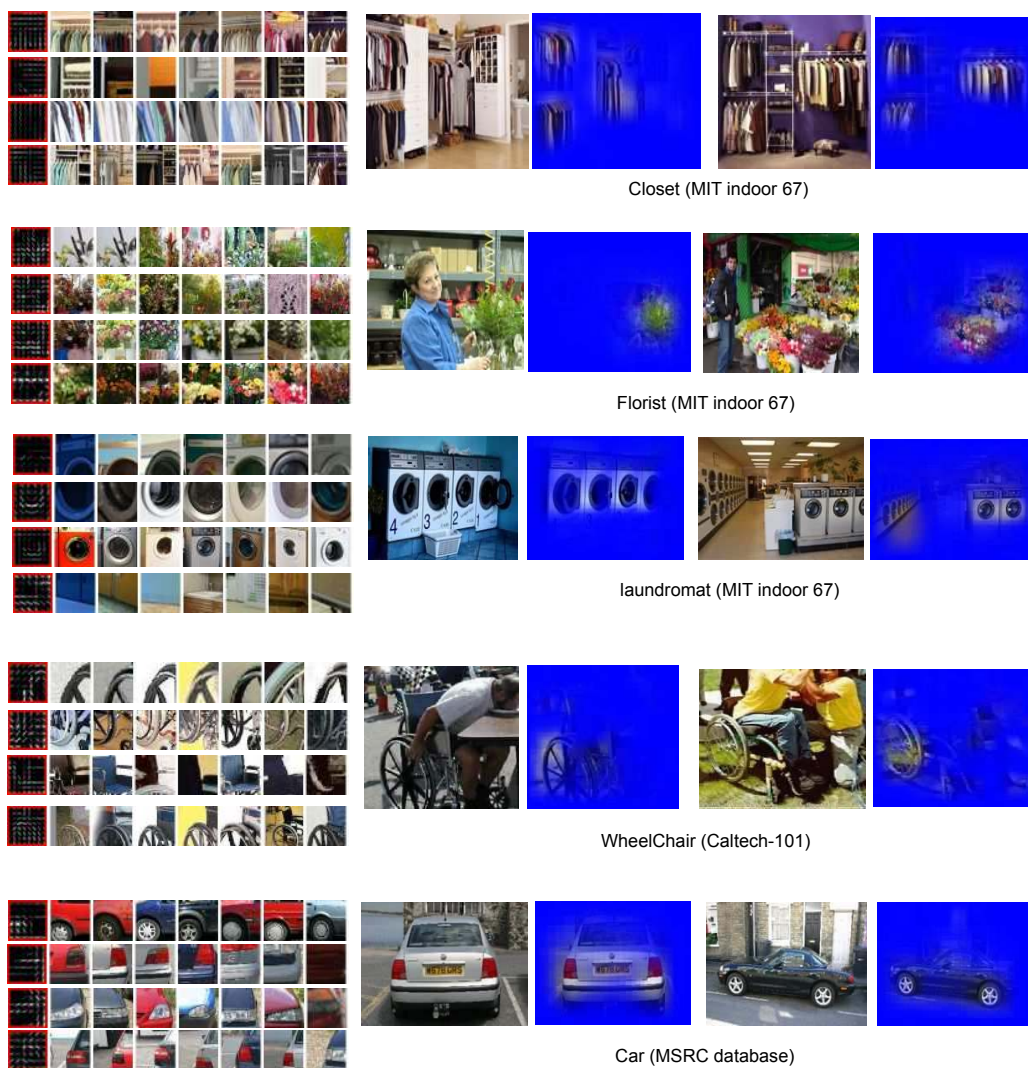 Closet (MIT indoor 67)
Florist (MIT indoor 67)
4 3 2 1
laundromat (MIT indoor 67)
WheelChair (Caltech-101)
Car (MSRC database)